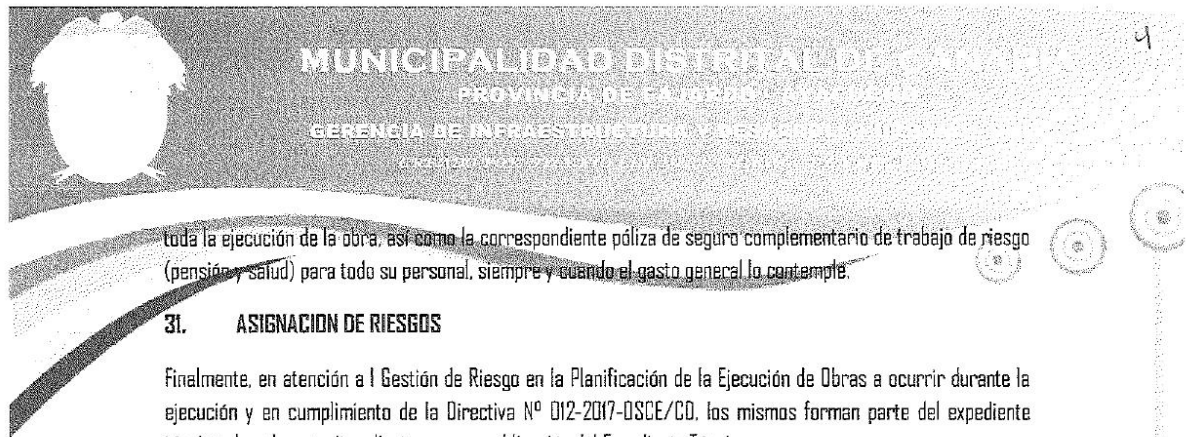 4
MUNICIPALIDAD DISTRITAL DE
PROVINCIA DE FAJARDO
GERENCIA DE INFRAESTRUCTURA Y
toda la ejecución de la obra, así como la correspondiente póliza de seguro complementario de trabajo de riesgo
(pensión y salud) para todo su personal, siempre y cuando el gasto general lo contemple.
31. ASIGNACION DE RIESGOS
Finalmente, en atención a l Gestión de Riesgo en la Planificación de la Ejecución de Obras a ocurrir durante la
ejecución y en cumplimiento de la Directiva Nº 012-2017-OSCE/CD, los mismos forman parte del expediente